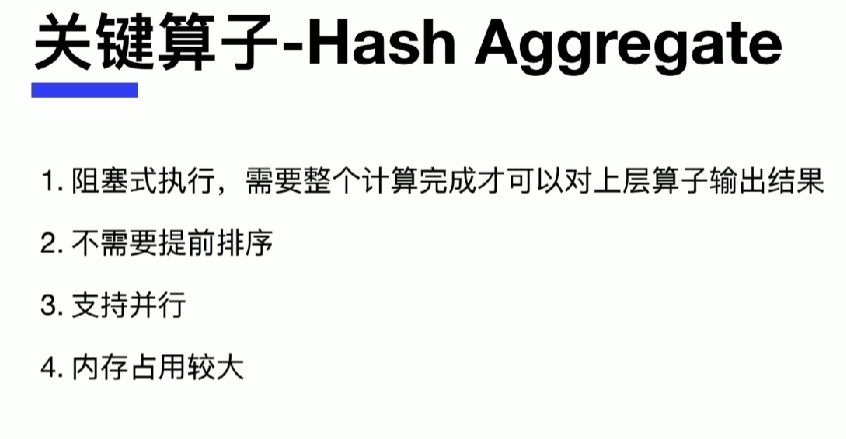 关键算子-Hash Aggregate
1. 阻塞式执行，需要整个计算完成才可以对上层算子输出结果
2. 不需要提前排序
3. 支持并行
4. 内存占用较大